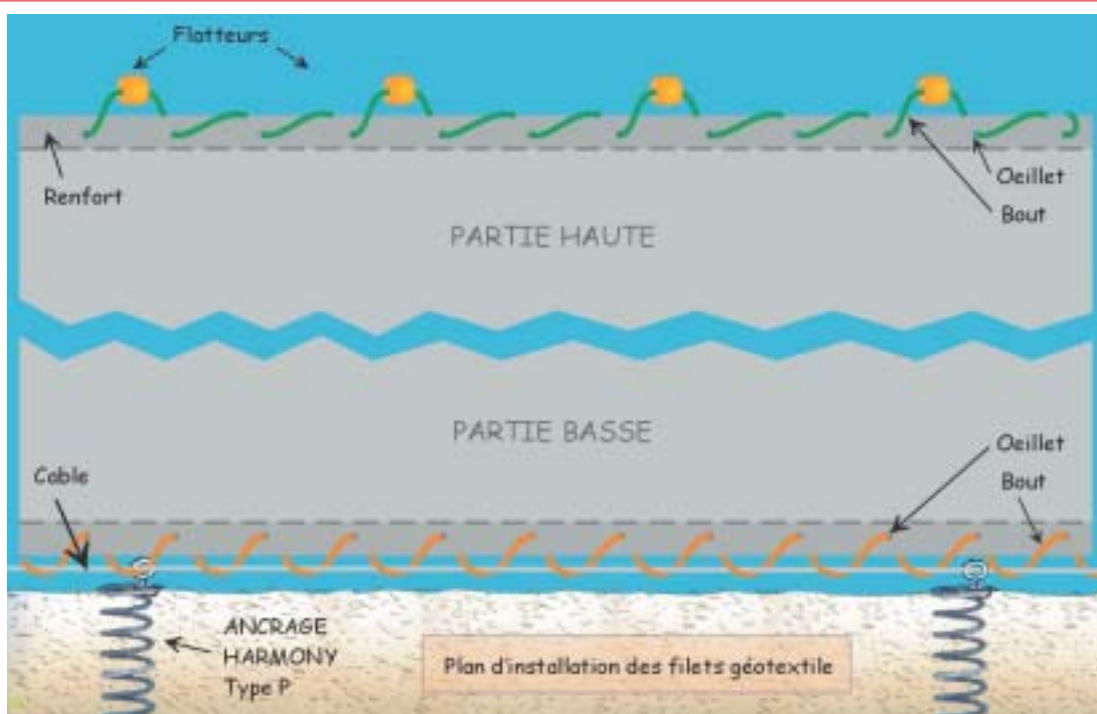 Flotteurs
Renfort
Oeillet
Bout
PARTIE HAUTE
PARTIE BASSE
Oeillet
Bout
Cable
ANCRAGE
HARMONY
Type P
Plan d'installation des filets géotextile